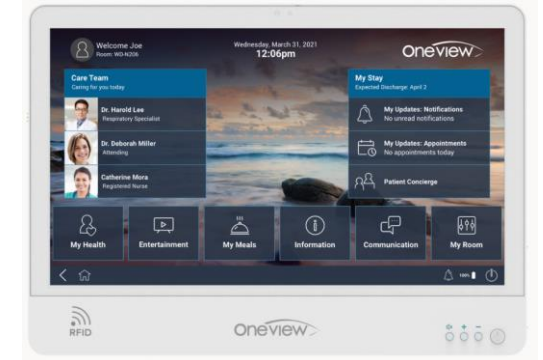 Welcome Joe
Room: WD-N206
Wednesday, March 31, 2021
12:06pm
Oneview
Care Team
Caring for you today
Dr. Harold Lee
Respiratory Specialist
Dr. Deborah Miller
Attending
Catherine Mora
Registered Nurse
My Stay
Expected Discharge: April 2
My Updates: Notifications
No unread notifications
My Updates: Appointments
No appointments today
Patient Concierge
My Health
Entertainment
My Meals
Information
Communication
My Room
100%
RFID
Oneview